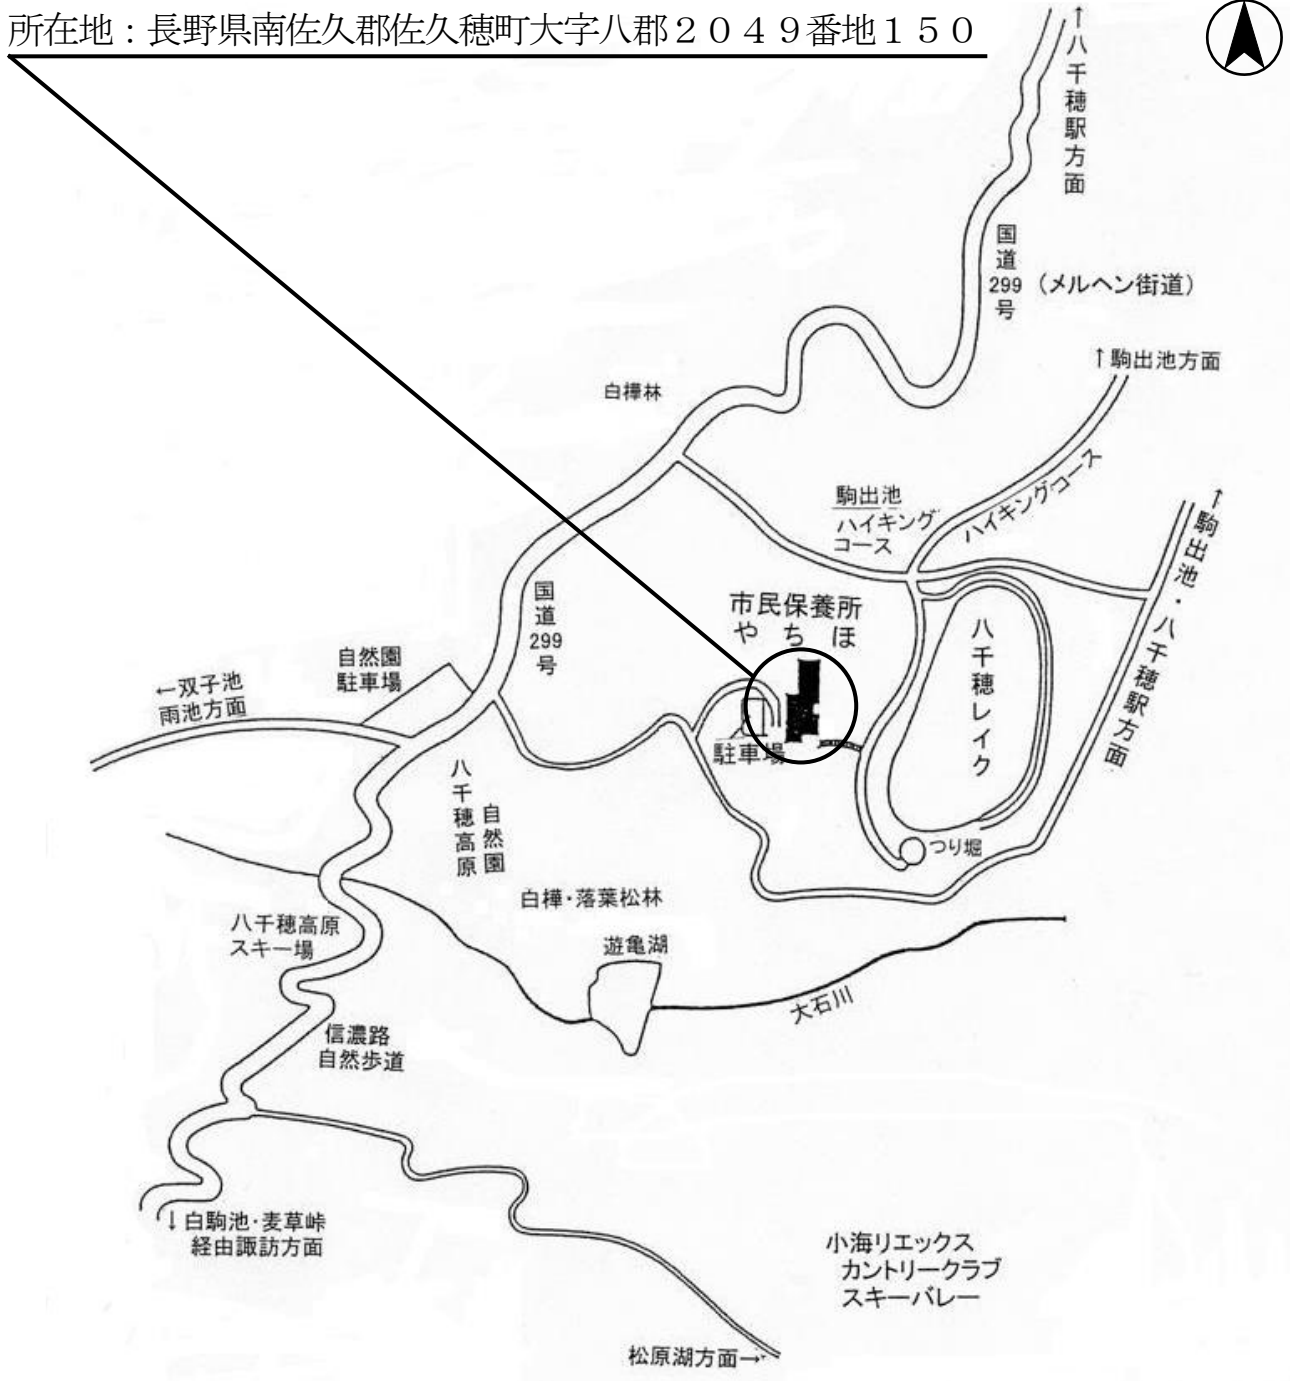 所在地：長野県南佐久郡佐久穂町大字八郡２０４９番地１５０
↑八千穂駅方面
国道299号
（メルヘン街道）
↑駒出池方面
白樺林
ハイキングコース
駒出池
ハイキング
コース
↑駒出池・八千穂駅方面
国道299号
市民保養所
やちほ
八千穂レイク
自然園
駐車場
←双子池
雨池方面
駐車場
八千穂高原
自然園
つり堀
白樺・落葉松林
八千穂高原
スキー場
遊亀湖
大石川
信濃路
自然歩道
↓白駒池・麦草峠
経由諏訪方面
小海リエックス
カントリークラブ
スキーバレー
松原湖方面→